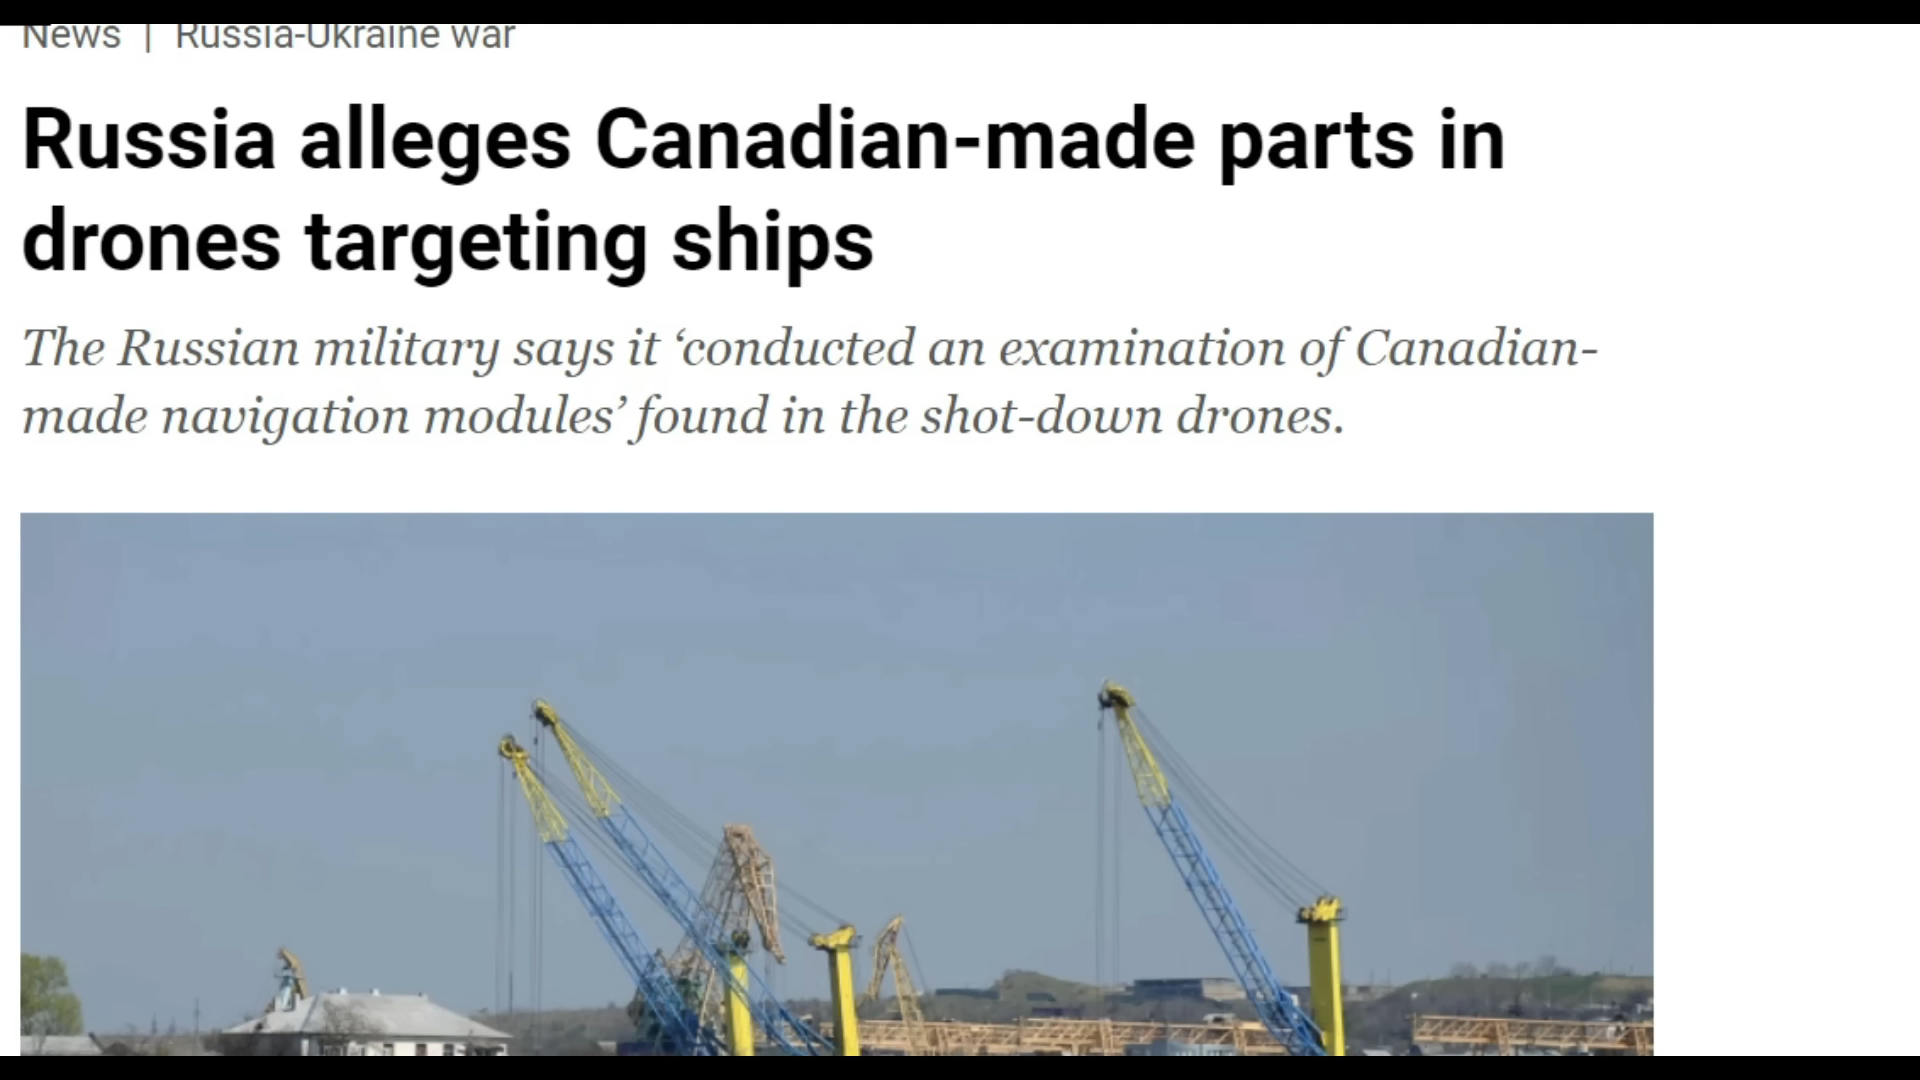 News | Russia-Ukraine war
Russia alleges Canadian-made parts in
drones targeting ships
The Russian military says it ‘conducted an examination of Canadian-
made navigation modules’ found in the shot-down drones.